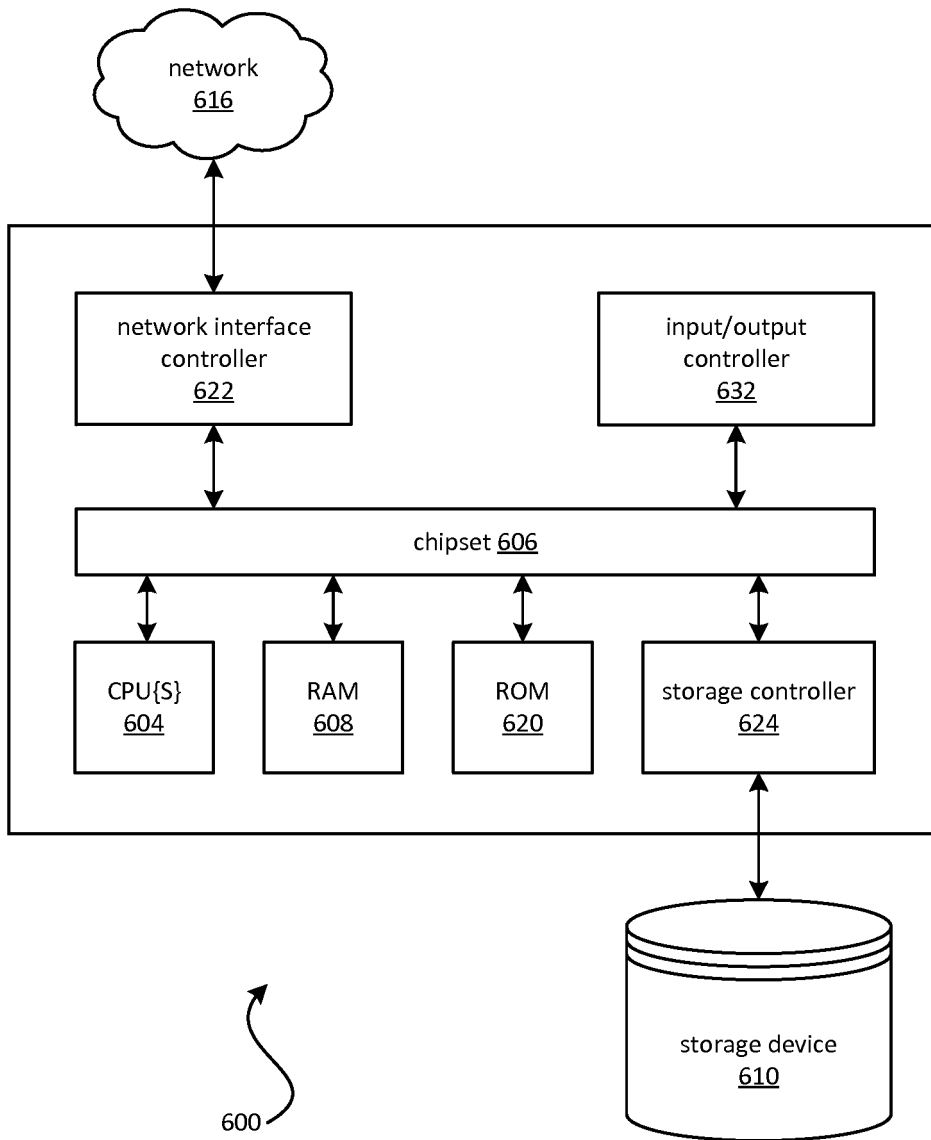 network
616
network interface
controller
622
input/output
controller
632
chipset 606
CPU{S}
604
RAM
608
ROM
620
storage controller
624
storage device
610
600